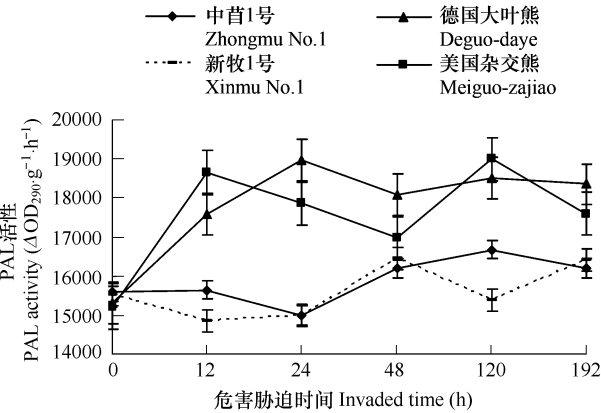 中苜1号
Zhongmu No.1
德国大叶熊
Deguo-daye
新牧1号
Xinmu No.1
美国杂交熊
Meiguo-zajiao
PAL活性
PAL activity (ΔOD290·g-1·h-1)
20000
19000
18000
17000
16000
15000
14000
0 12 24 48 120 192
危害胁迫时间 Invaded time (h)